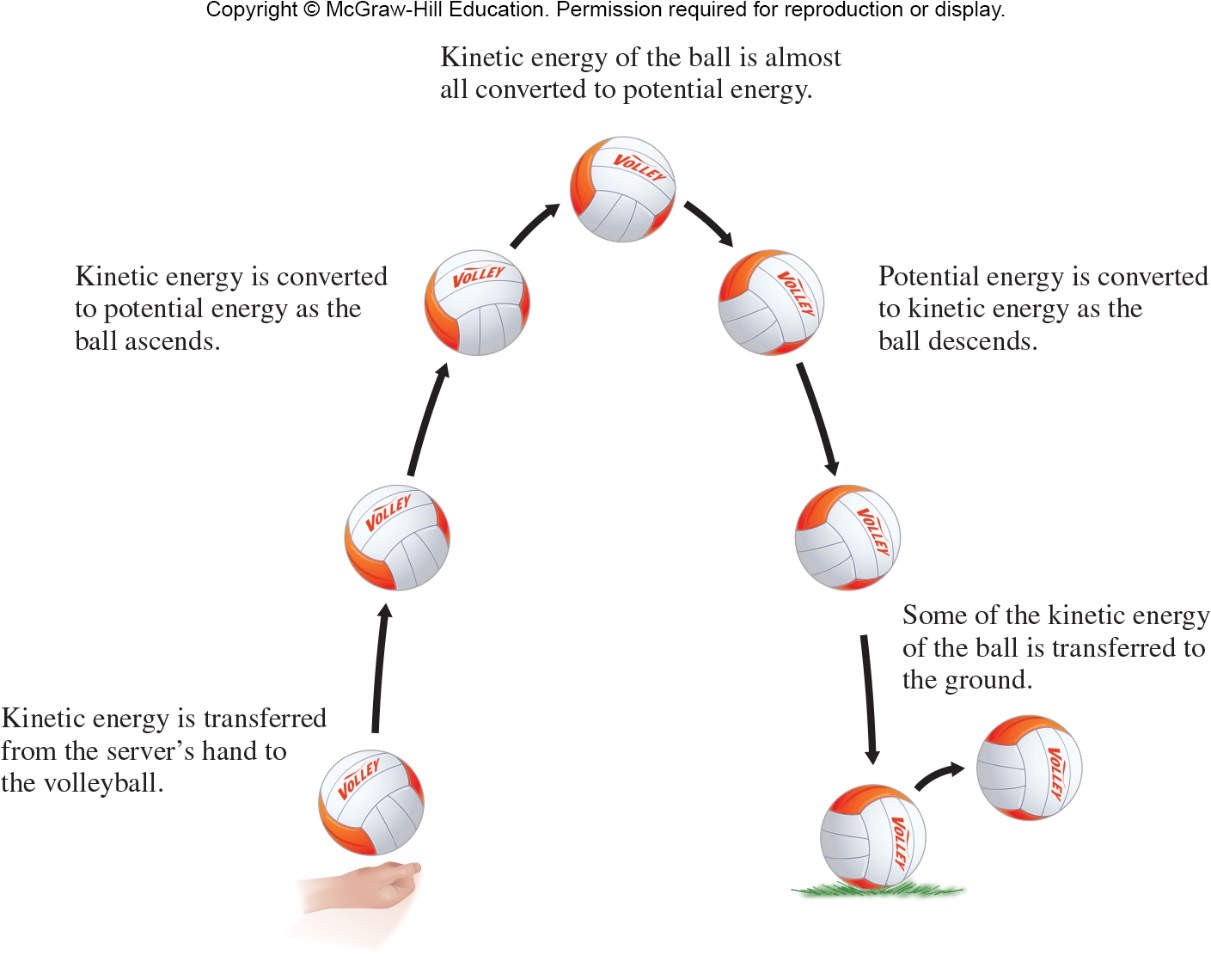 Copyright © McGraw-Hill Education. Permission required for reproduction or display.
Kinetic energy of the ball is almost
all converted to potential energy.
VOLLEY
Kinetic energy is converted
to potential energy as the
ball ascends.
VOLLEY
VOLLEY
Potential energy is converted
to kinetic energy as the
ball descends.
VOLLEY
VOLLEY
Some of the kinetic energy
of the ball is transferred to
the ground.
Kinetic energy is transferred
from the server's hand to
the volleyball.
VOLLEY
VOLLEY
VOLLEY